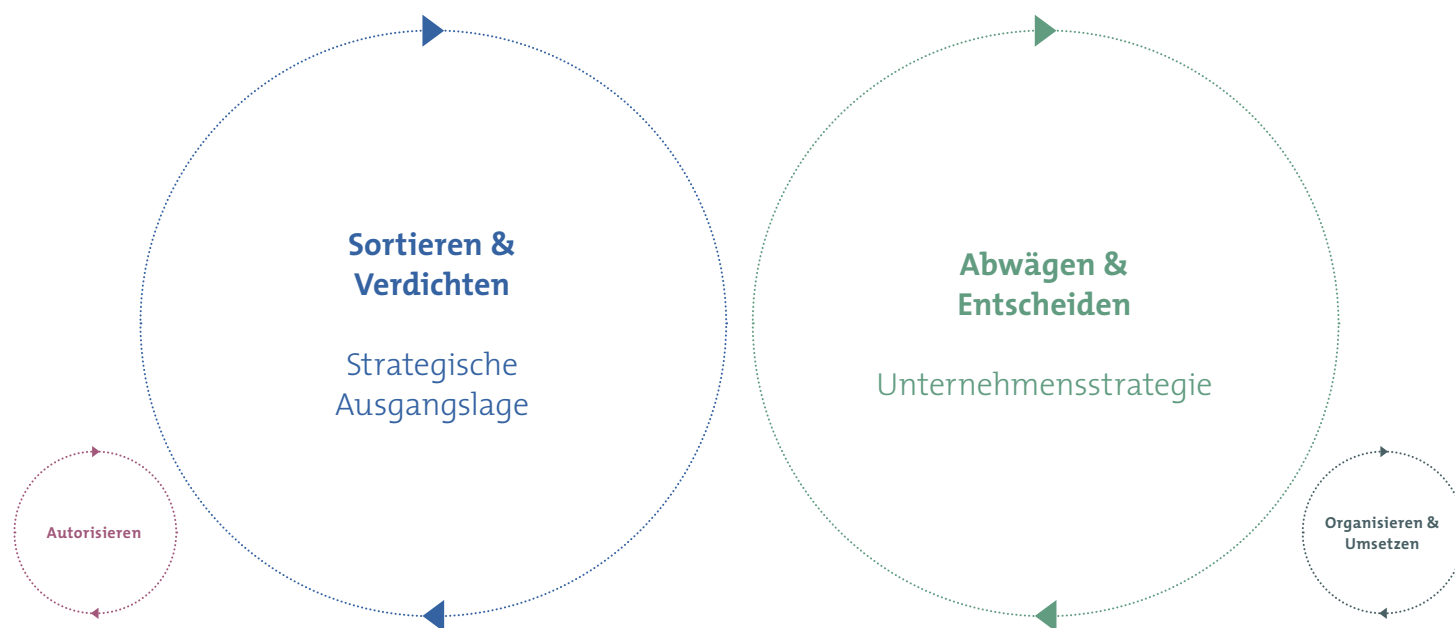 Autorisieren
Sortieren &
Verdichten
Strategische
Ausgangslage
Abwägen &
Entscheiden
Unternehmensstrategie
Organisieren &
Umsetzen